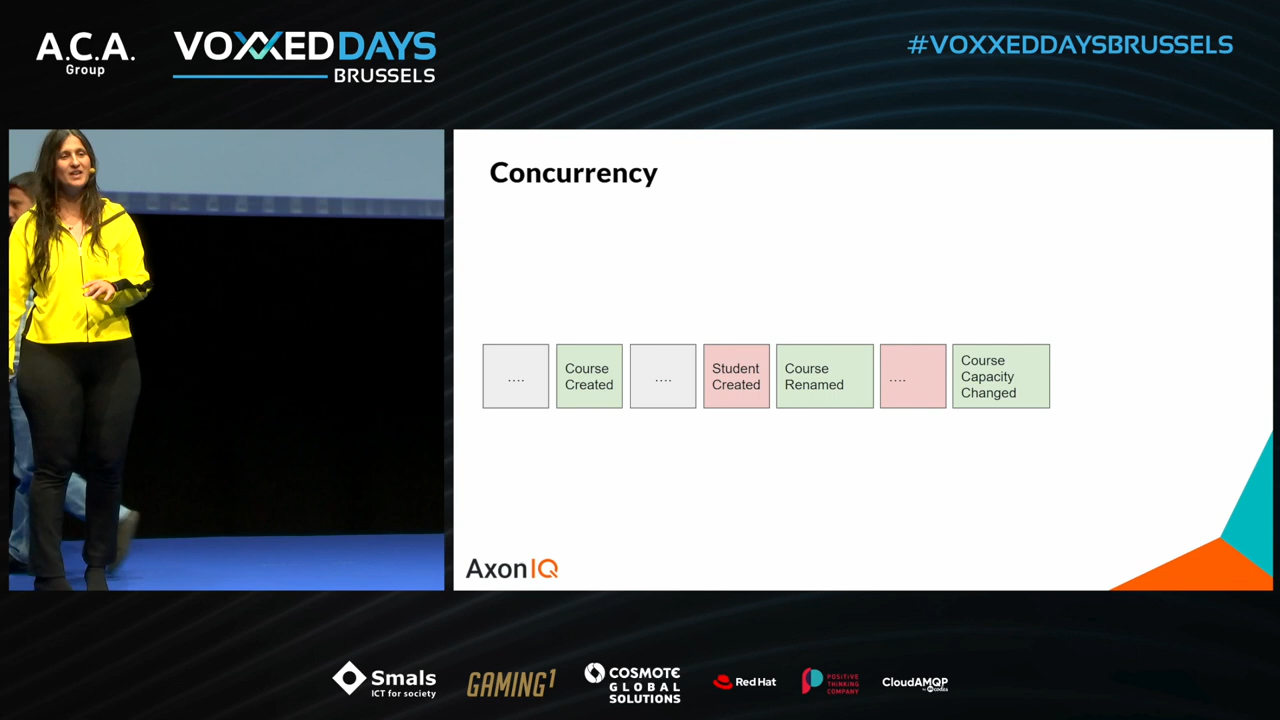 A.C.A.
Group
VOXXEDDAYS
BRUSSELS
#VOXXEDDAYSBRUSSELS
Concurrency
....
Course
Created
....
Student
Created
Course
Renamed
....
Course
Capacity
Changed
AxonIQ
Smals
ICT for society
GAMING1
COSMOTE
GLOBAL
SOLUTIONS
Red Hat
POSITIVE
THINKING
COMPANY
CloudAMQP